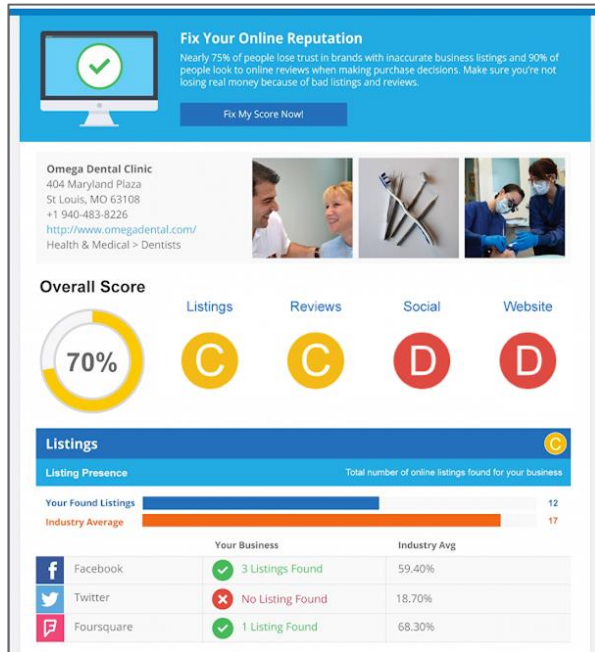 Fix Your Online Reputation
Nearly 75% of people lose trust in brands with inaccurate business listings and 90% of
people look to online reviews when making purchase decisions. Make sure you're not
losing real money because of bad listings and reviews.
Fix My Score Now!
Omega Dental Clinic
404 Maryland Plaza
St Louis, MO 63108
+1 940-483-8226
http://www.omegadental.com/
Health & Medical > Dentists
Overall Score
Listings Reviews Social Website
70% C C D D
Listings C
Listing Presence Total number of online listings found for your business
Your Found Listings 12
Industry Average 17
Your Business Industry Avg
Facebook 3 Listings Found 59.40%
Twitter No Listing Found 18.70%
Foursquare 1 Listing Found 68.30%